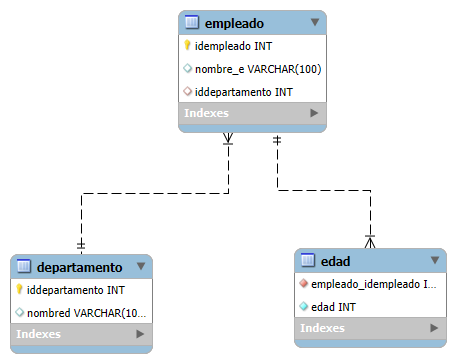 empleado
idempleado INT
nombre_e VARCHAR(100)
iddepartamento INT
Indexes
departamento
iddepartamento INT
nombred VARCHAR(10...
Indexes
edad
empleado_idempleado I...
edad INT
Indexes